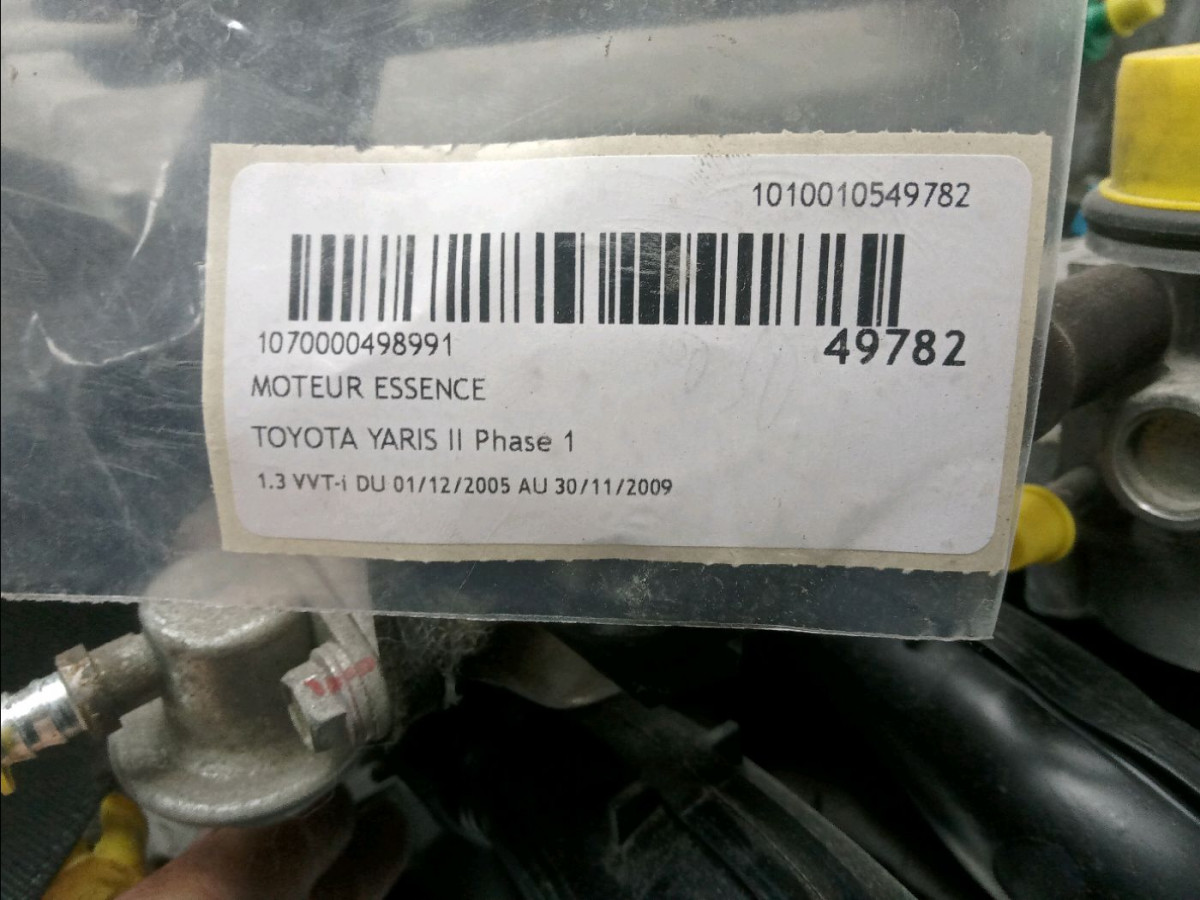 1010010549782
1070000498991
49782
MOTEUR ESSENCE
TOYOTA YARIS II Phase 1
1.3 VVT-i DU 01/12/2005 AU 30/11/2009